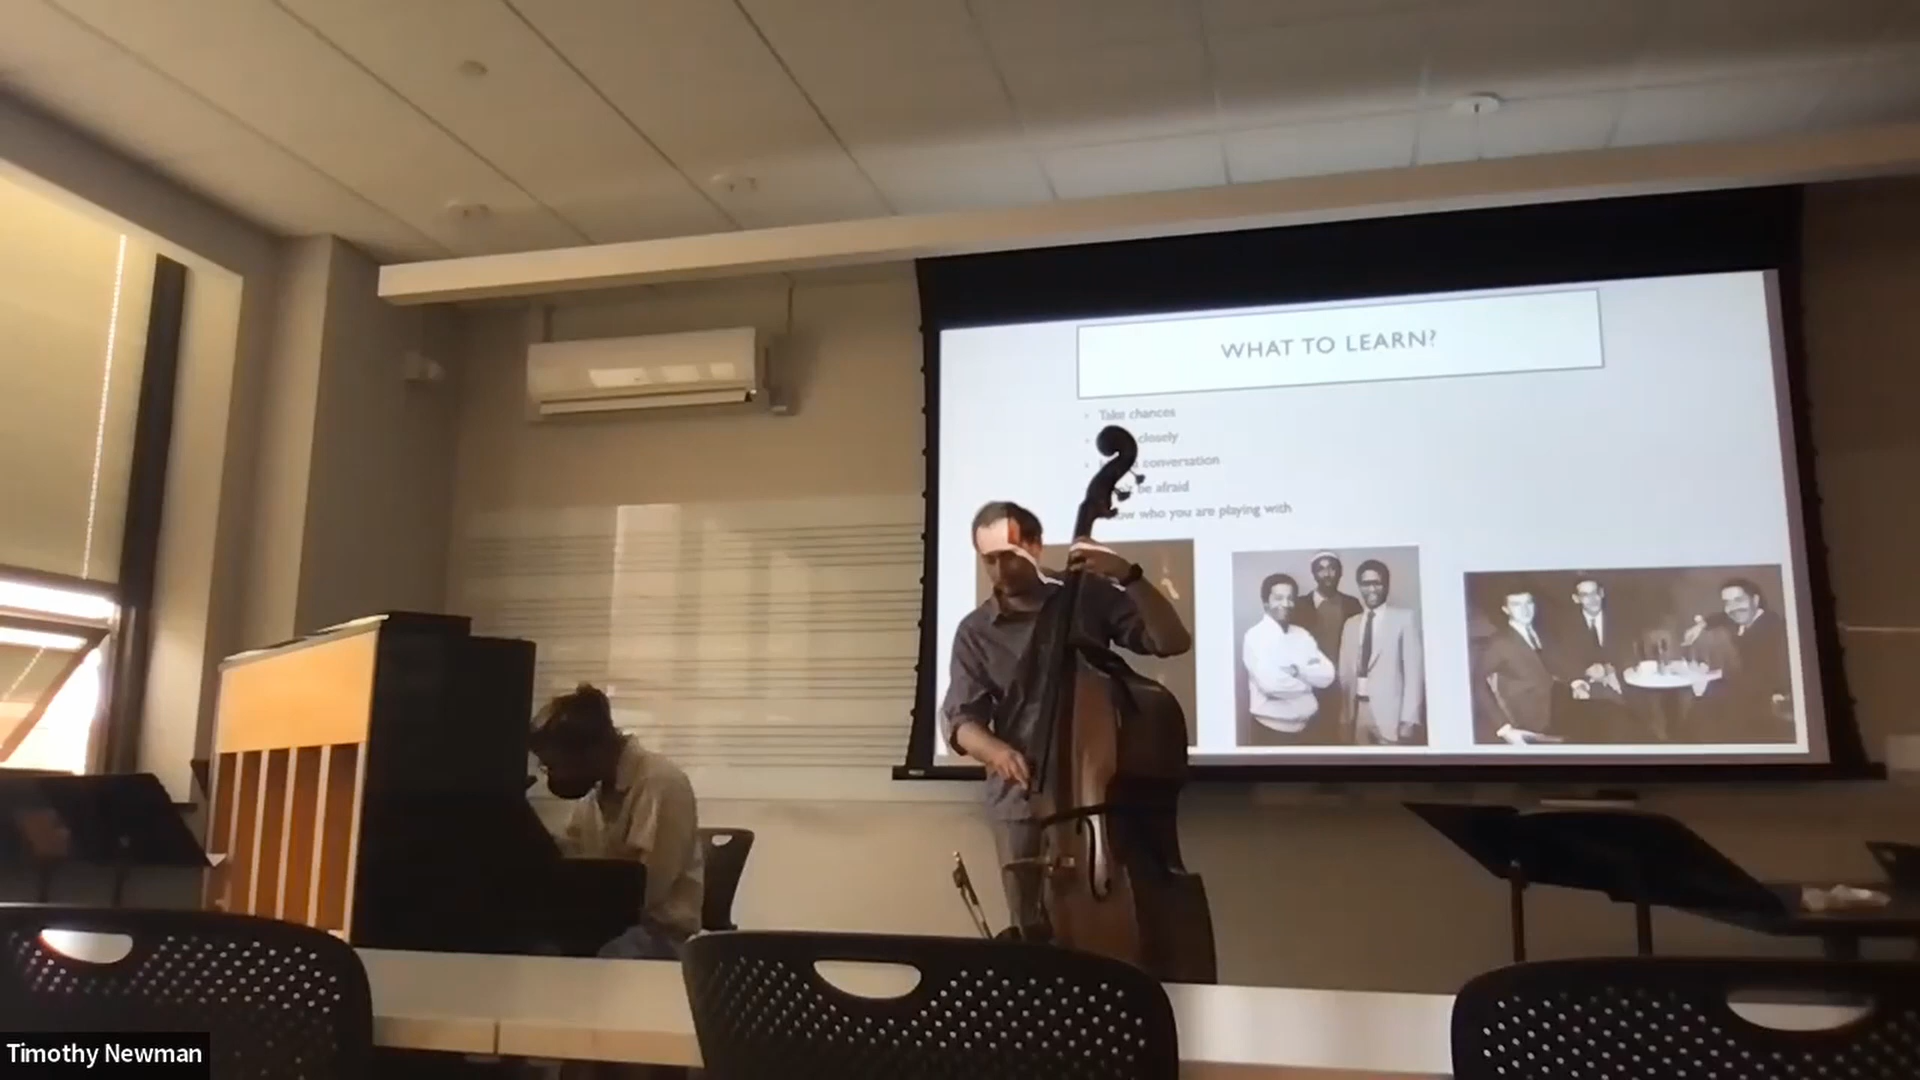 WHAT TO LEARN?
Take chances
closely
conversation
be afraid
who you are playing with
Timothy Newman